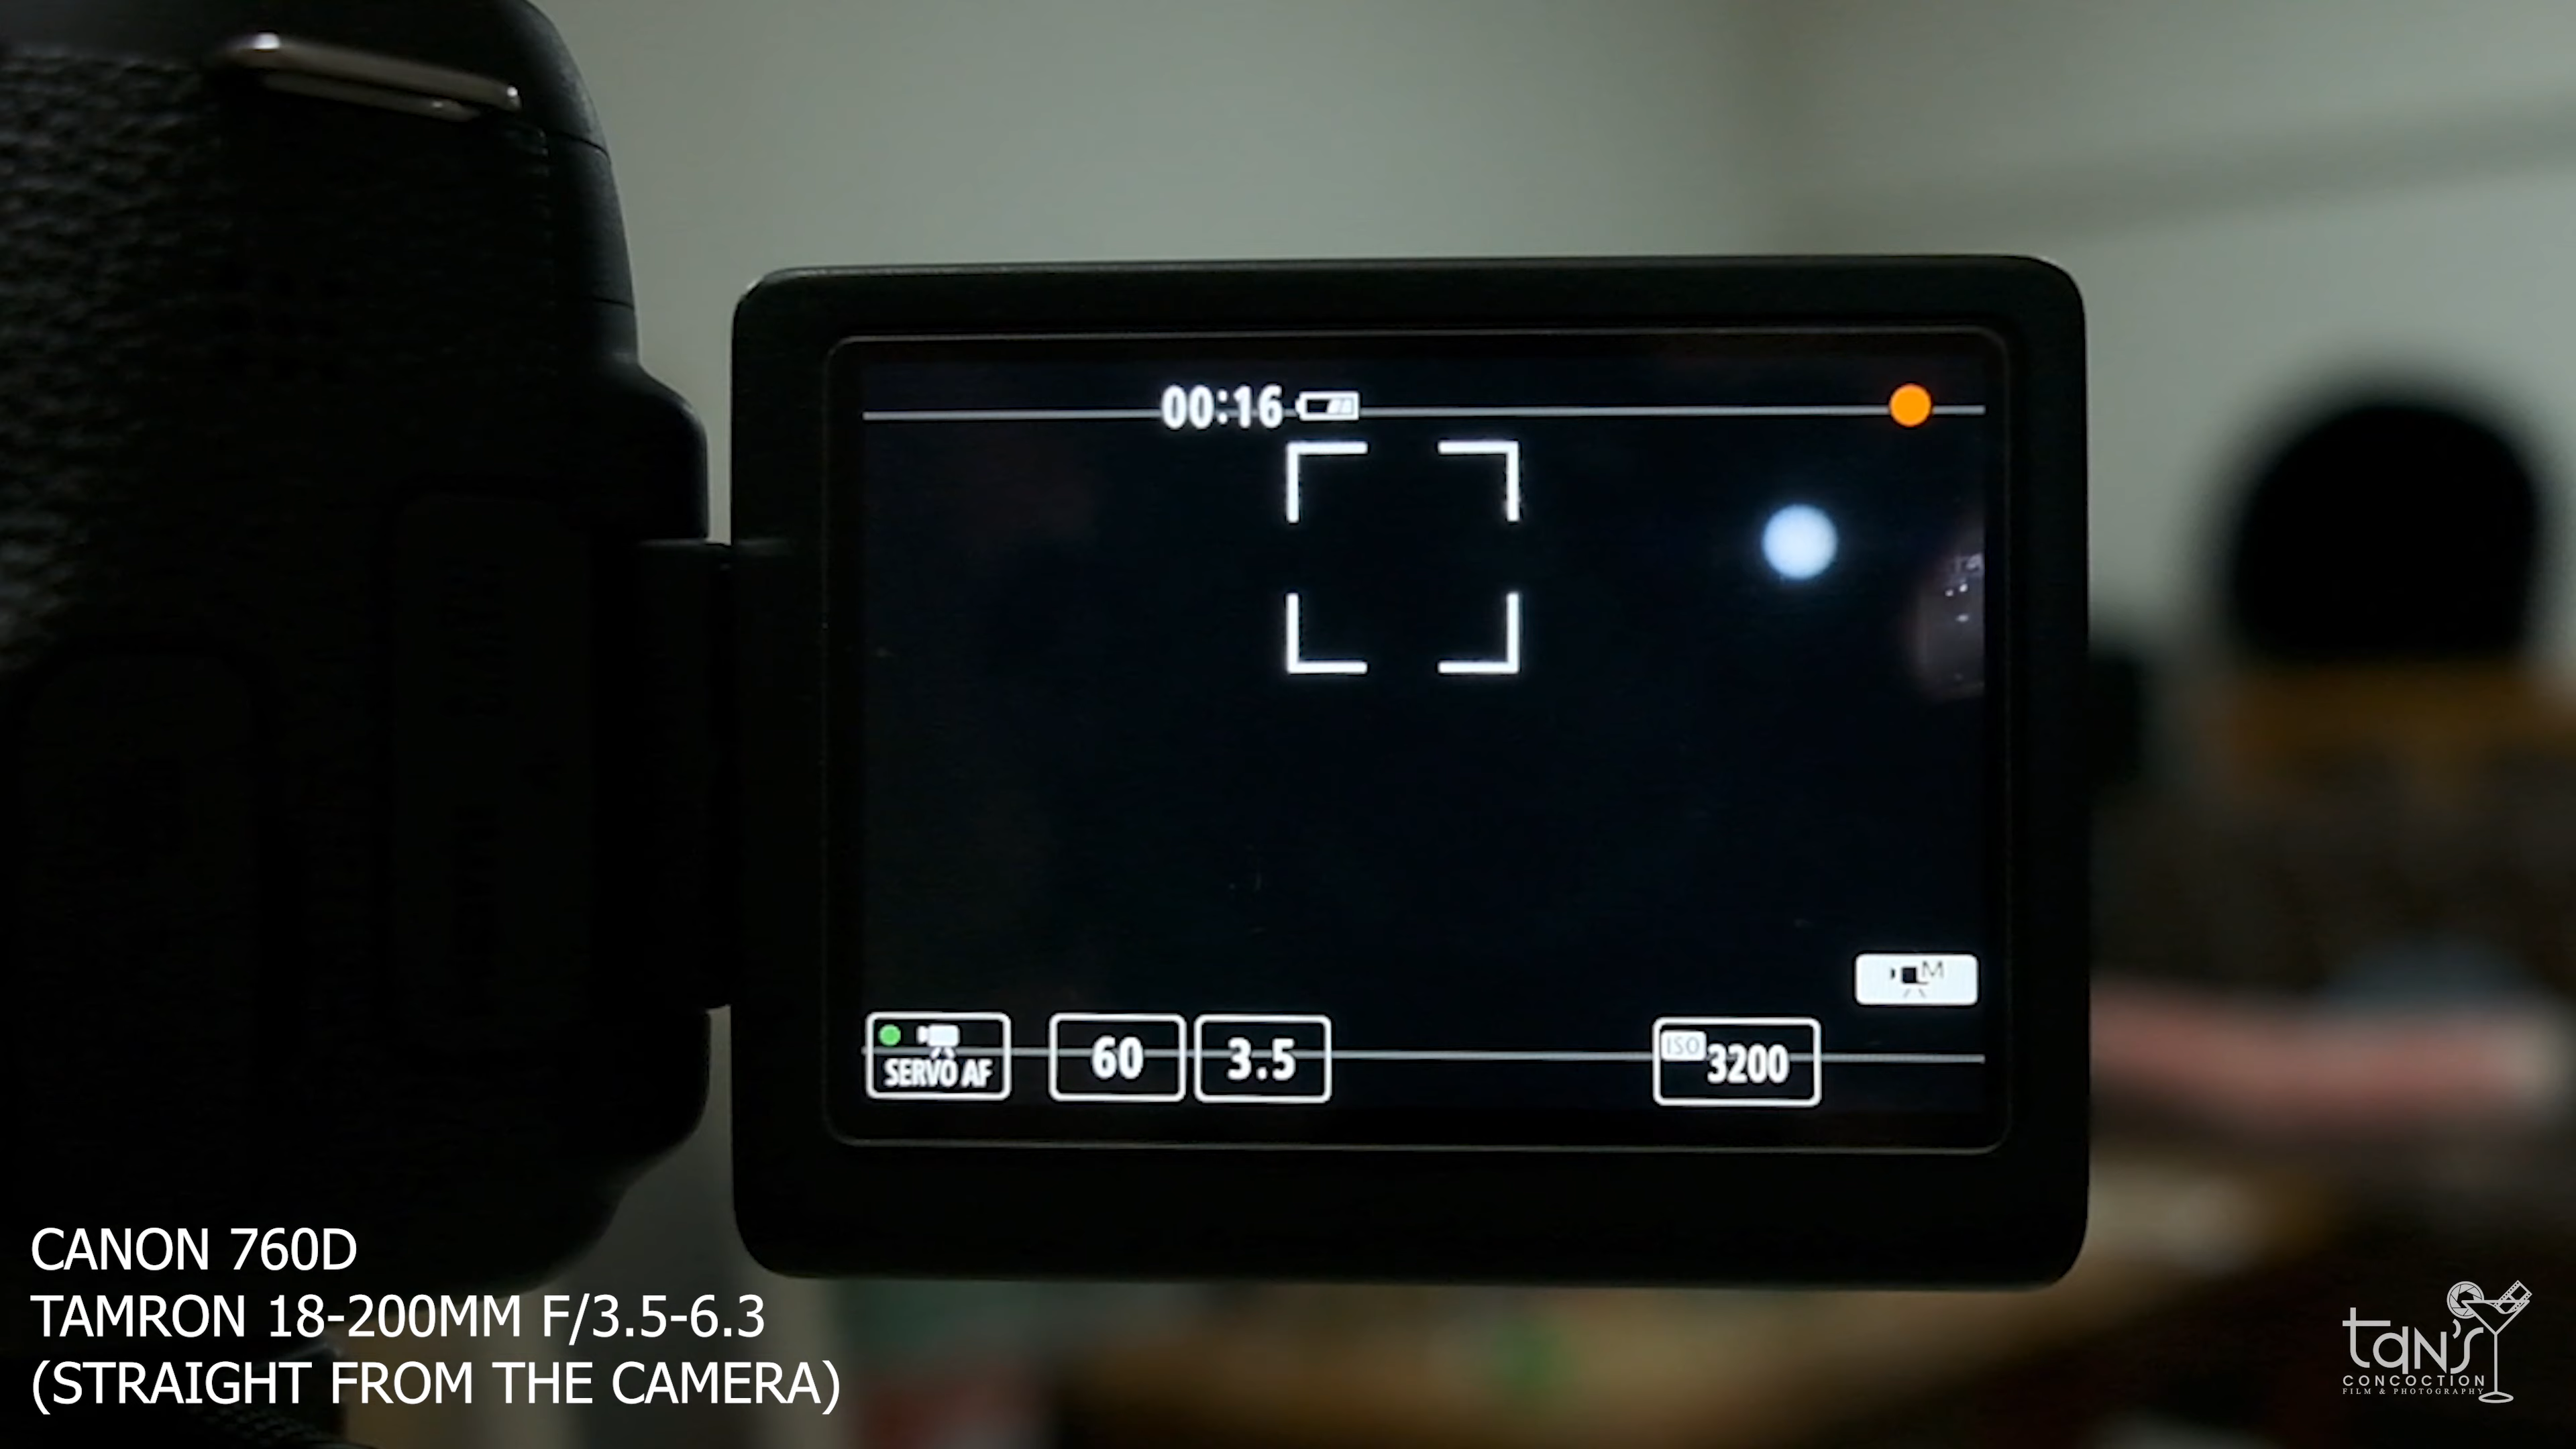 00:16
M
SERVO AF
60
3.5
ISO 3200
CANON 760D
TAMRON 18-200MM F/3.5-6.3
(STRAIGHT FROM THE CAMERA)
tan's
CONCOCTION
FILM & PHOTOGRAPHY